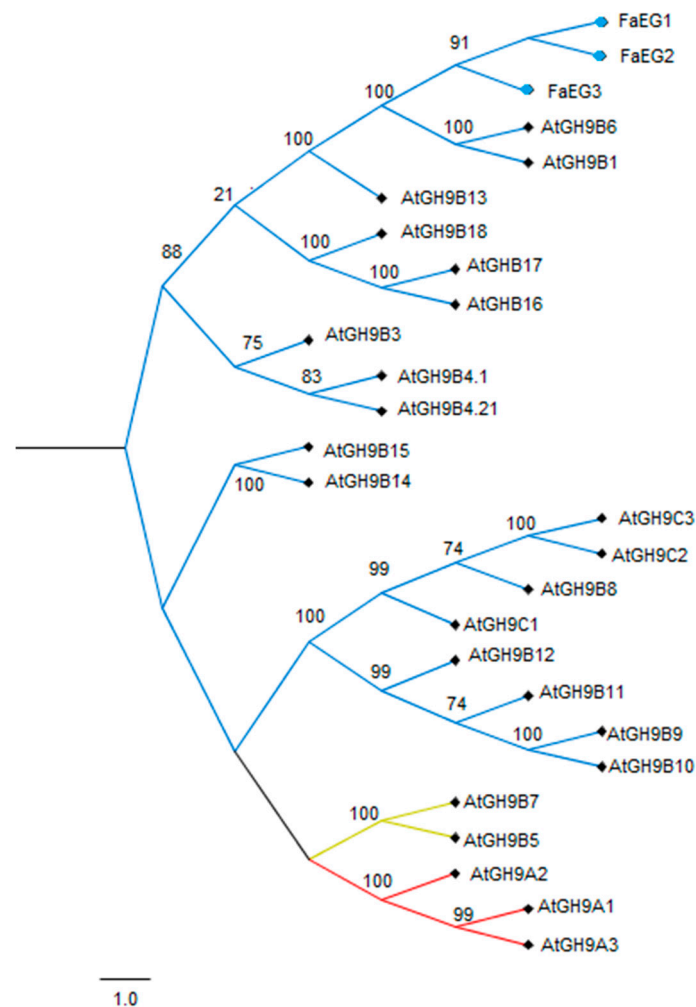 FaEG1
91
FaEG2
100
FaEG3
100
100
AtGH9B6
AtGH9B1
21
AtGH9B13
88
100
AtGH9B18
100
AtGHB17
AtGHB16
75
AtGH9B3
83
AtGH9B4.1
AtGH9B4.21
AtGH9B15
100
AtGH9B14
100
AtGH9C3
74
AtGH9C2
99
AtGH9B8
100
AtGH9C1
99
AtGH9B12
74
AtGH9B11
100
AtGH9B9
AtGH9B10
100
AtGH9B7
AtGH9B5
100
AtGH9A2
99
AtGH9A1
AtGH9A3
1.0